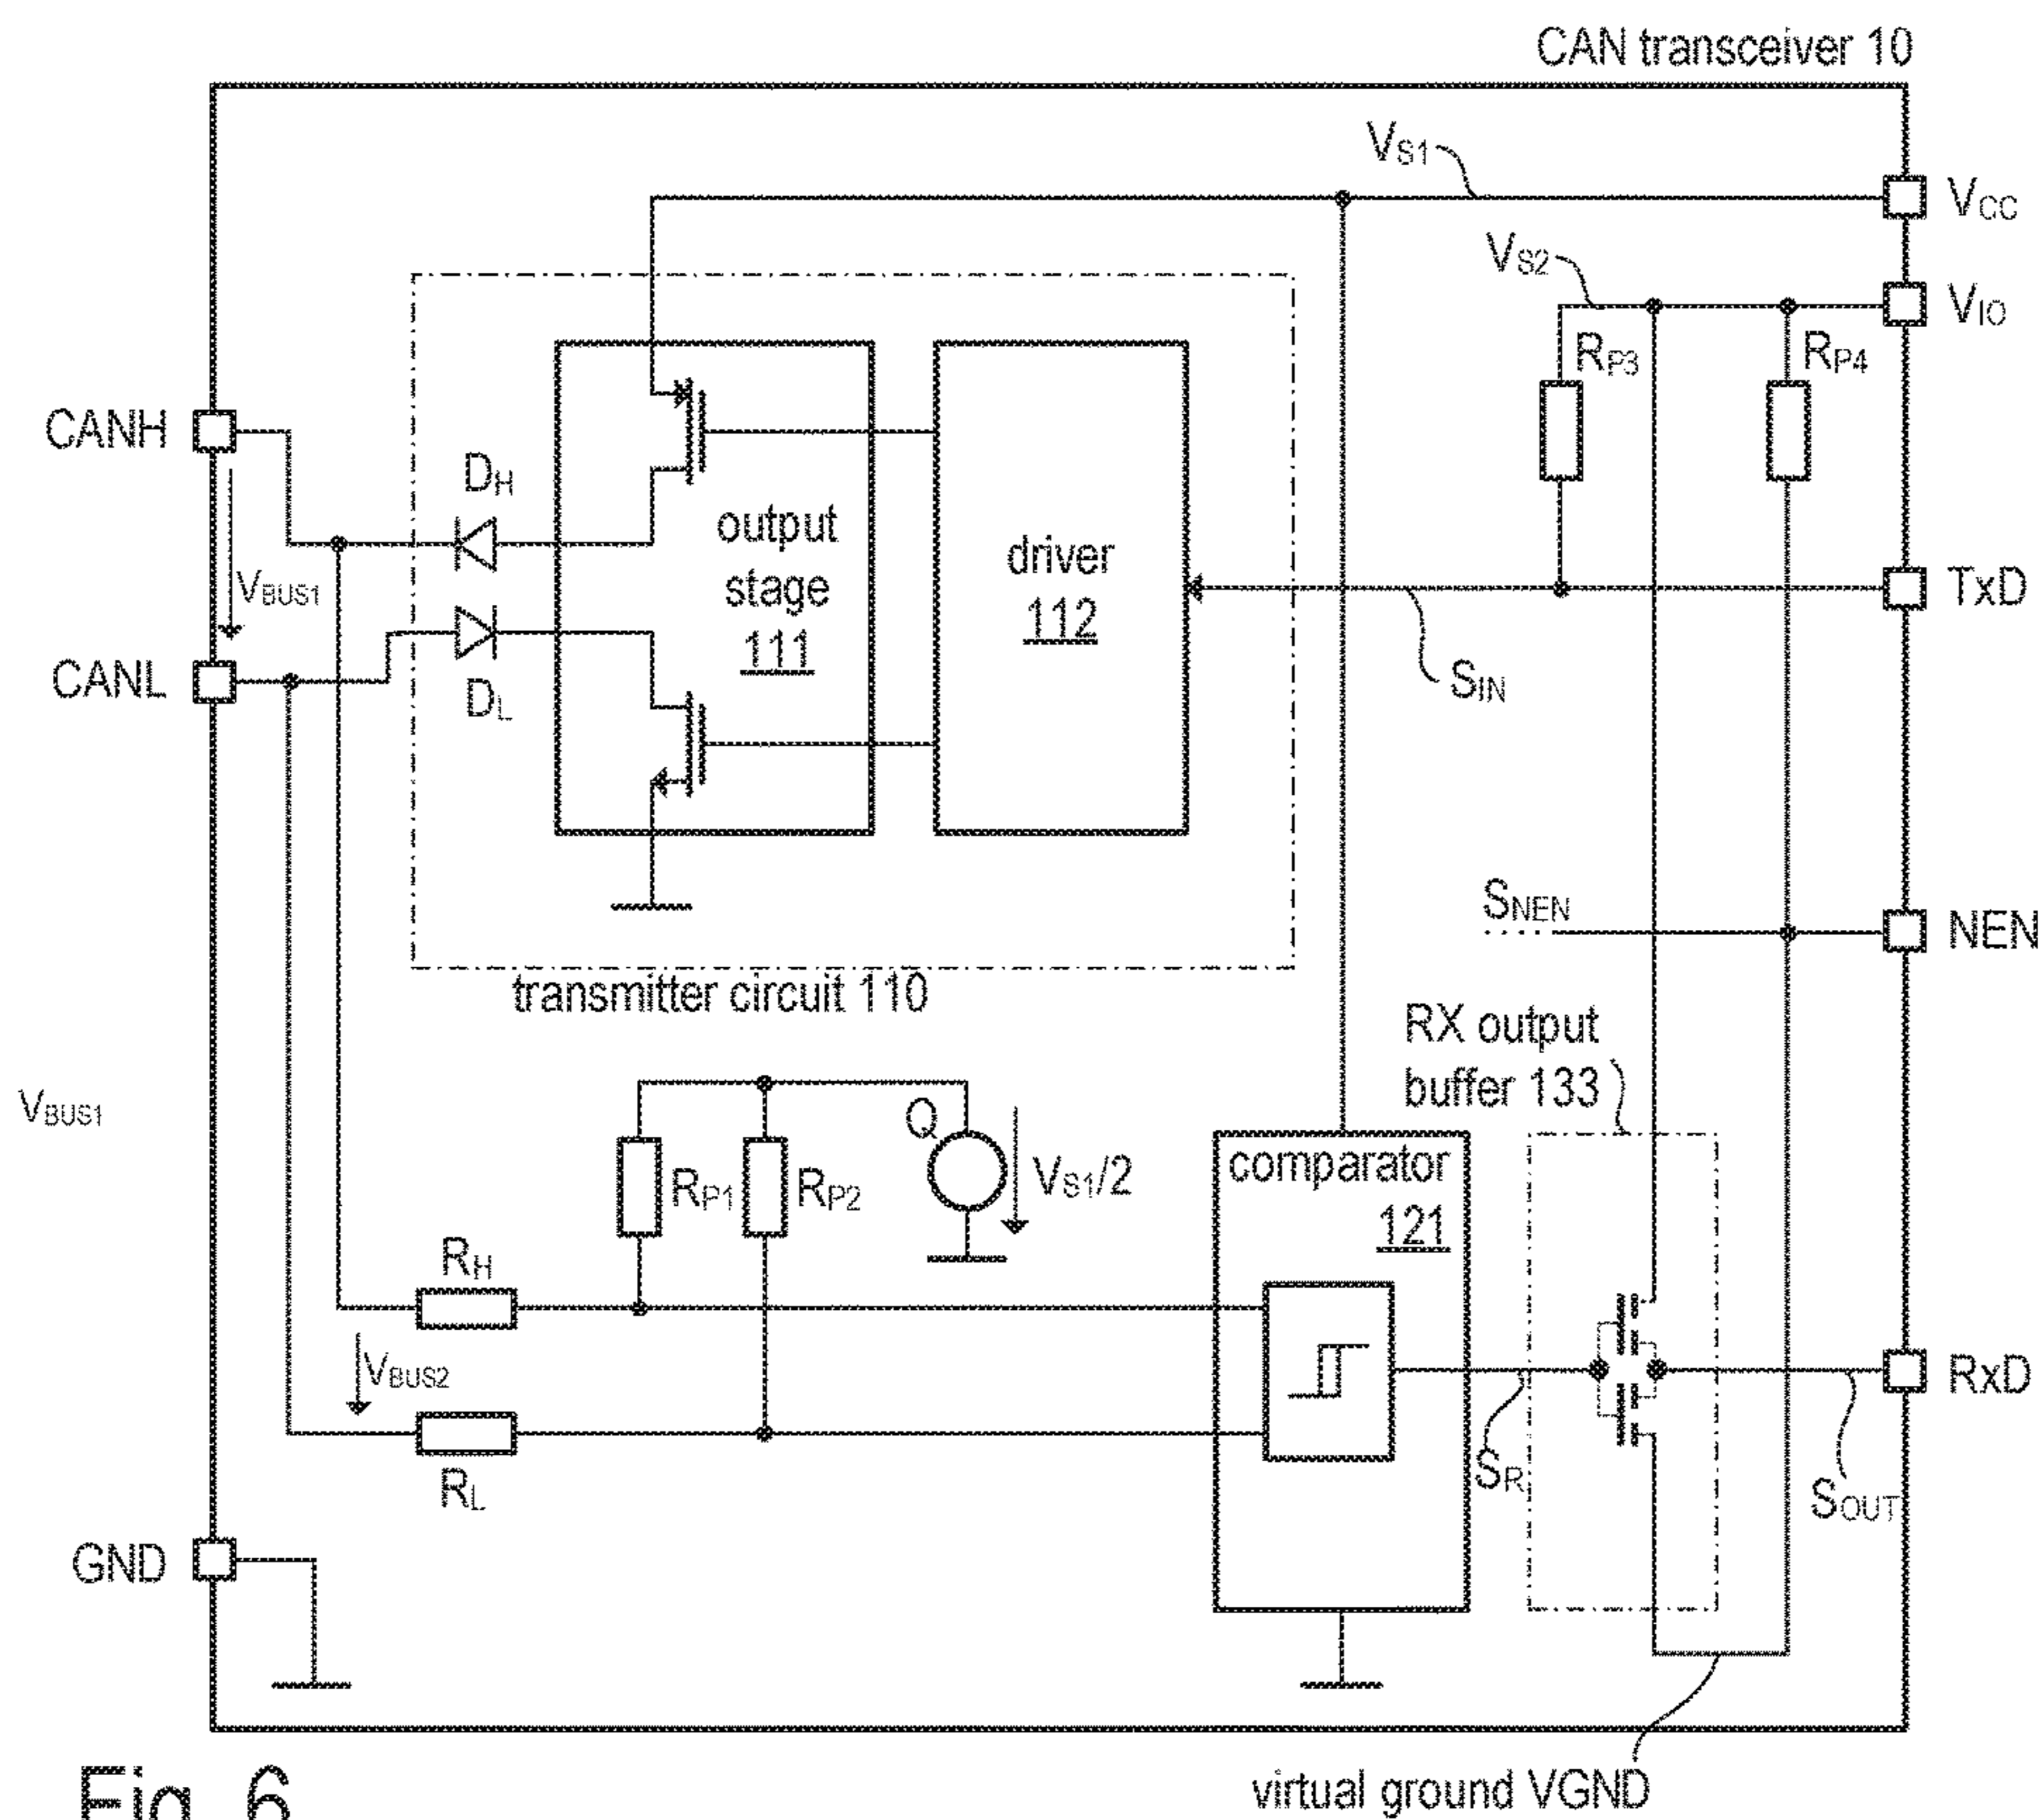 CAN transceiver 10
VS1
VCC
VS2
VIO
RP3
RP4
CANH
DH
output
stage
111
driver
112
VBUS1
TxD
CANL
DL
SIN
SNEN
NEN
transmitter circuit 110
RX output
buffer 133
VBUS1
Q
RP1
RP2
VS1/2
comparator
121
RH
VBUS2
RxD
RL
SR
SOUT
GND
virtual ground VGND
Fig. 6